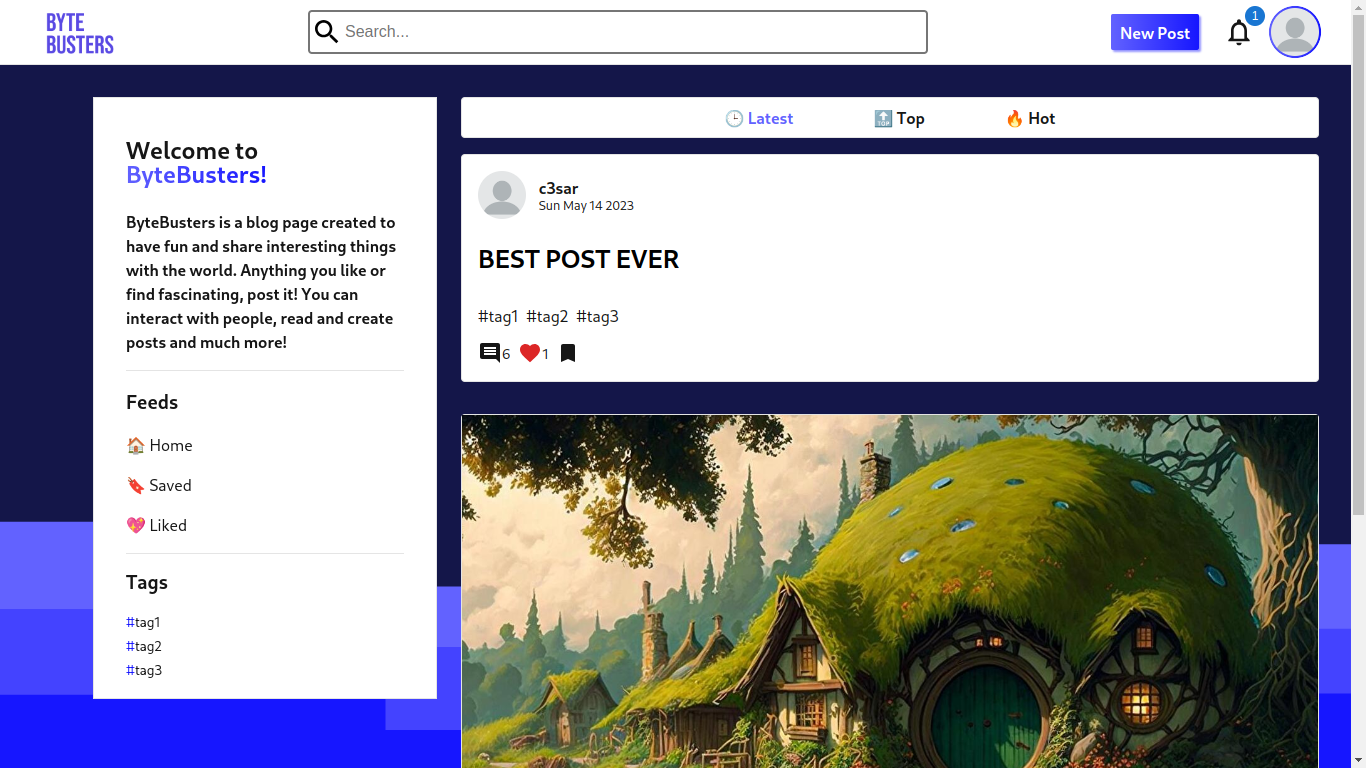 BYTE
BUSTERS
Search...
New Post
1
Welcome to
ByteBusters!
ByteBusters is a blog page created to
have fun and share interesting things
with the world. Anything you like or
find fascinating, post it! You can
interact with people, read and create
posts and much more!
Feeds
🏠 Home
🔖 Saved
💖 Liked
Tags
#tag1
#tag2
#tag3
🕒 Latest
🔝 Top
🔥 Hot
c3sar
Sun May 14 2023
BEST POST EVER
#tag1 #tag2 #tag3
6 1